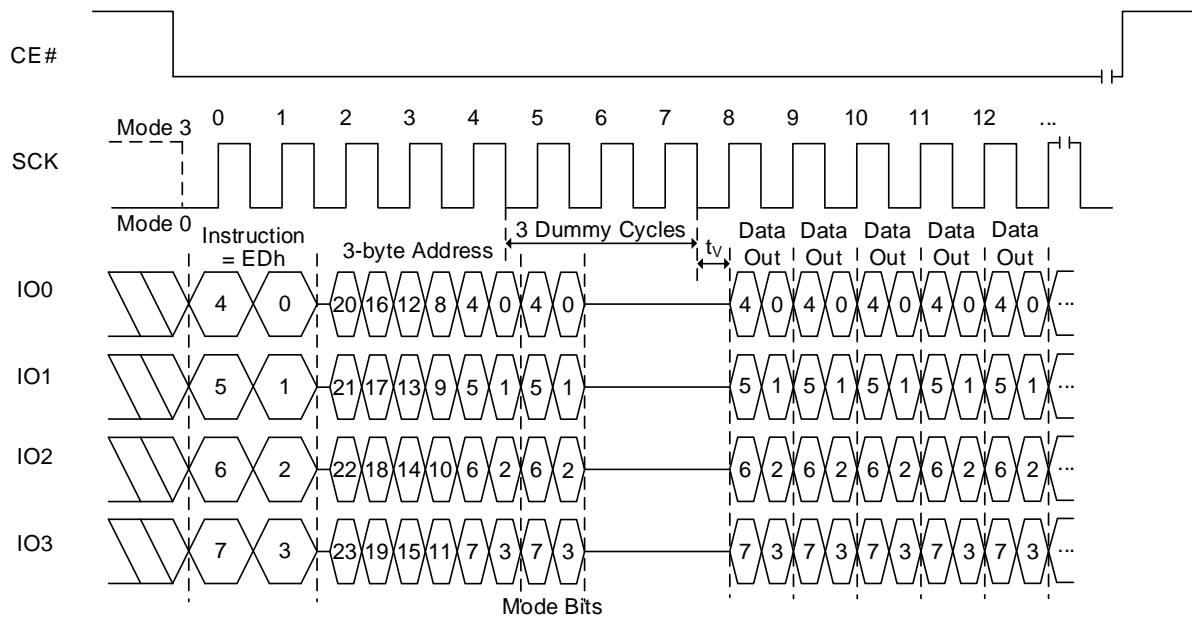 CE#
0 1 2 3 4 5 6 7 8 9 10 11 12 ...
Mode 3
SCK
Mode 0
Instruction
= EDh
3-byte Address
3 Dummy Cycles
tV
Data
Out
Data
Out
Data
Out
Data
Out
Data
Out
IO0 4 0 20 16 12 8 4 0 4 0 4 0 4 0 4 0 4 0 4 0 ...
IO1 5 1 21 17 13 9 5 1 5 1 5 1 5 1 5 1 5 1 5 1 ...
IO2 6 2 22 18 14 10 6 2 6 2 6 2 6 2 6 2 6 2 6 2 ...
IO3 7 3 23 19 15 11 7 3 7 3 7 3 7 3 7 3 7 3 7 3 ...
Mode Bits